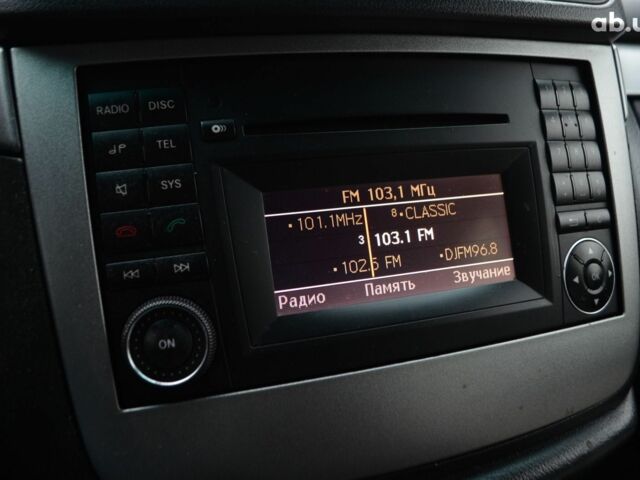 ab.u
RADIO DISC
TEL
SYS
ON
FM 103,1 МГц
101.1MHz 8 CLASSIC
3 103.1 FM
102.5 FM DJFM96.8
Радио Память Звучание